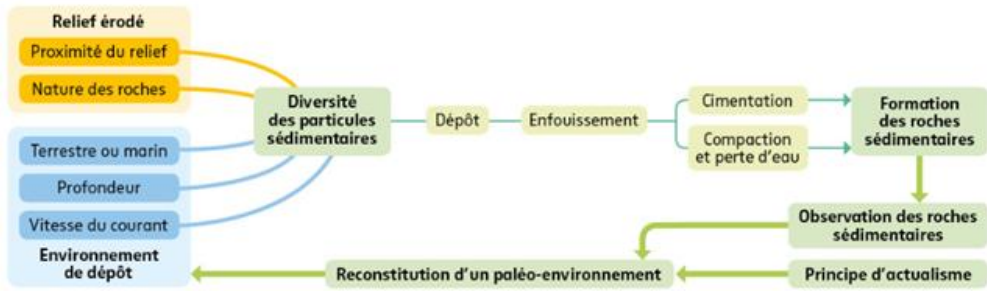 Relief érodé
Proximité du relief
Nature des roches
Terrestre ou marin
Profondeur
Vitesse du courant
Environnement
de dépôt
Diversité
des particules
sédimentaires
Dépôt
Enfouissement
Cimentation
Compaction
et perte d'eau
Formation
des roches
sédimentaires
Observation des roches
sédimentaires
Reconstitution d'un paléo-environnement
Principe d'actualisme